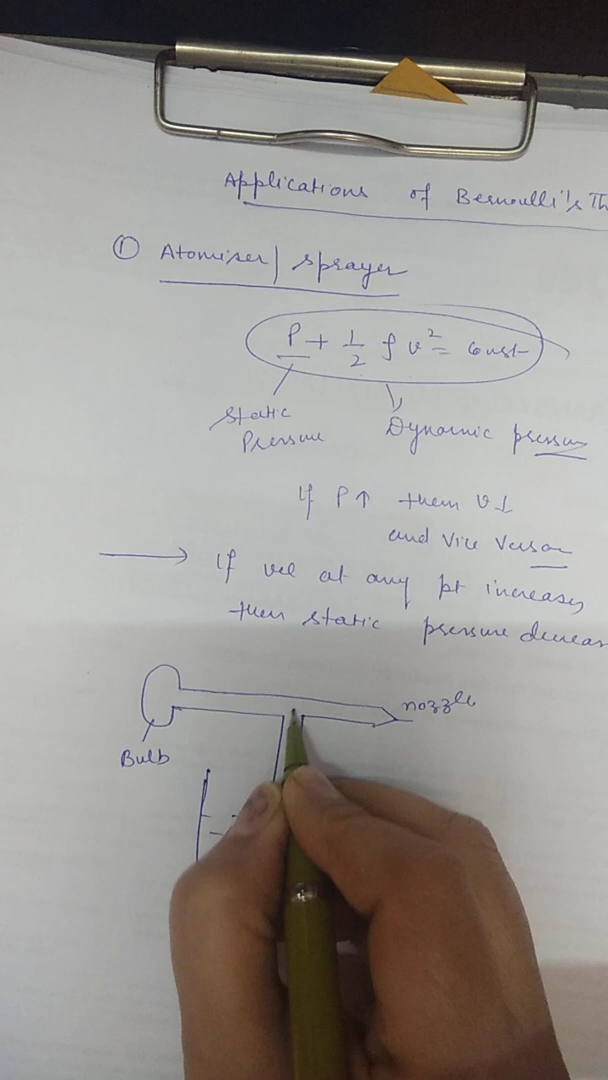 Applications of Bernoulli's Th
① Atomiser/sprayer
P + 1/2 ρ v² = const
Static Pressure
Dynamic pressure
If P↑ then v↓
and vice versa
→ If vel at any pt increases
then static pressure decreas
nozzle
Bulb